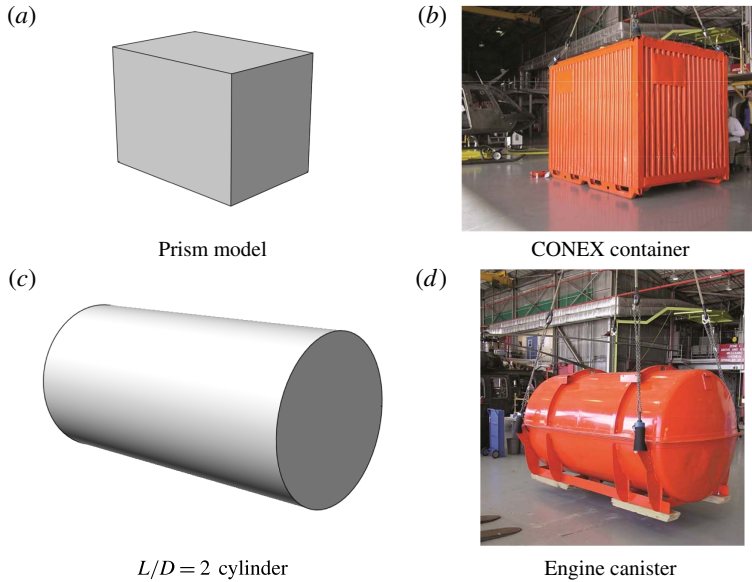 (a)
(b)
Prism model
CONEX container
(c)
(d)
L/D = 2 cylinder
Engine canister